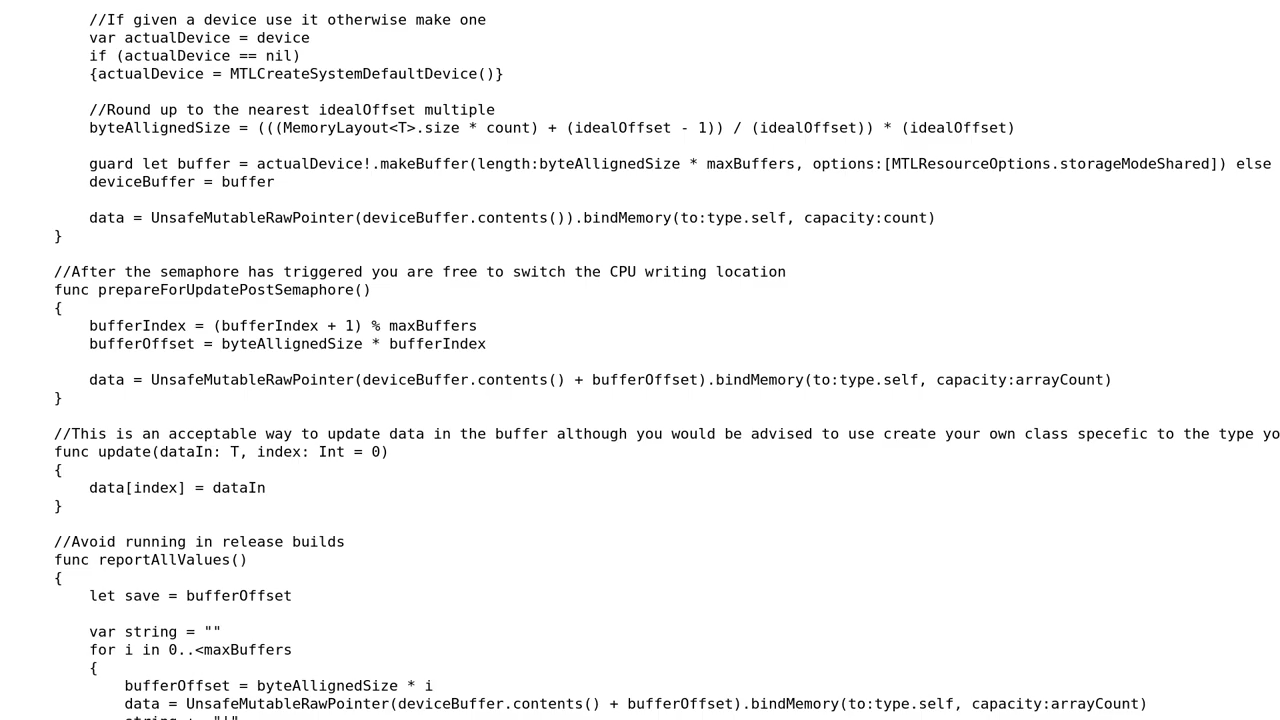 //If given a device use it otherwise make one
var actualDevice = device
if (actualDevice == nil)
{actualDevice = MTLCreateSystemDefaultDevice()}
//Round up to the nearest idealOffset multiple
byteAllignedSize = (((MemoryLayout<T>.size * count) + (idealOffset - 1)) / (idealOffset)) * (idealOffset)
guard let buffer = actualDevice!.makeBuffer(length:byteAllignedSize * maxBuffers, options:[MTLResourceOptions.storageModeShared]) else
deviceBuffer = buffer
data = UnsafeMutableRawPointer(deviceBuffer.contents()).bindMemory(to:type.self, capacity:count)
}
//After the semaphore has triggered you are free to switch the CPU writing location
func prepareForUpdatePostSemaphore()
{
bufferIndex = (bufferIndex + 1) % maxBuffers
bufferOffset = byteAllignedSize * bufferIndex
data = UnsafeMutableRawPointer(deviceBuffer.contents() + bufferOffset).bindMemory(to:type.self, capacity:arrayCount)
}
//This is an acceptable way to update data in the buffer although you would be advised to use create your own class specefic to the type yo
func update(dataIn: T, index: Int = 0)
{
data[index] = dataIn
}
//Avoid running in release builds
func reportAllValues()
{
let save = bufferOffset
var string = ""
for i in 0..<maxBuffers
{
bufferOffset = byteAllignedSize * i
data = UnsafeMutableRawPointer(deviceBuffer.contents() + bufferOffset).bindMemory(to:type.self, capacity:arrayCount)